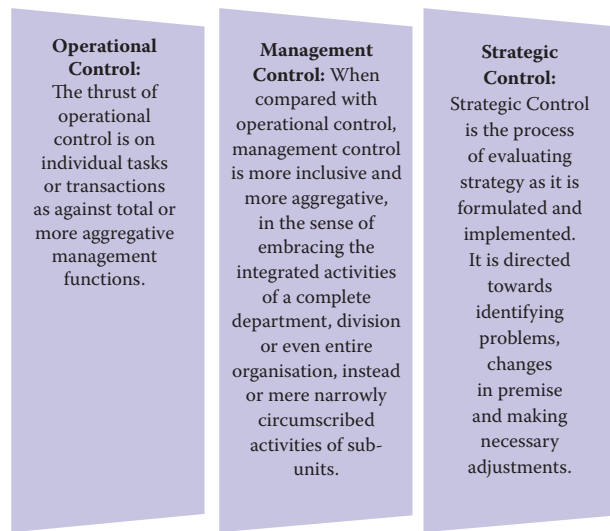 Operational
Control:
The thrust of
operational
control is on
individual tasks
or transactions
as against total or
more aggregative
management
functions.
Management
Control: When
compared with
operational control,
management control
is more inclusive and
more aggregative,
in the sense of
embracing the
integrated activities
of a complete
department, division
or even entire
organisation, instead
or mere narrowly
circumscribed
activities of sub-
units.
Strategic
Control:
Strategic Control
is the process
of evaluating
strategy as it is
formulated and
implemented.
It is directed
towards
identifying
problems,
changes
in premise
and making
necessary
adjustments.